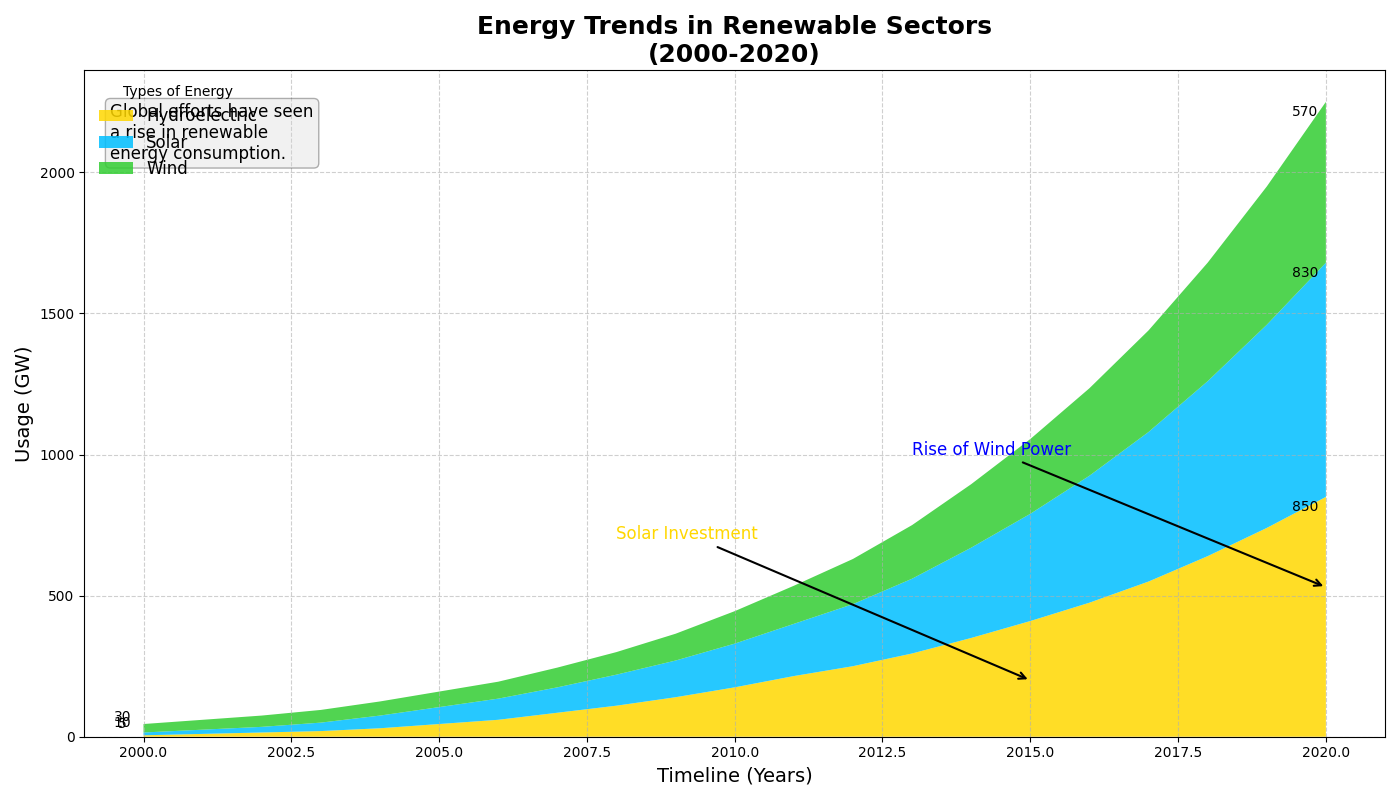 Energy Trends in Renewable Sectors
(2000-2020)
Types of Energy
Hydroelectric
Solar
Wind
Global efforts have seen
a rise in renewable
energy consumption.
570
830
850
Rise of Wind Power
Solar Investment
30
10
5
Usage (GW)
2000
1500
1000
500
0
2000.0
2002.5
2005.0
2007.5
2010.0
2012.5
2015.0
2017.5
2020.0
Timeline (Years)